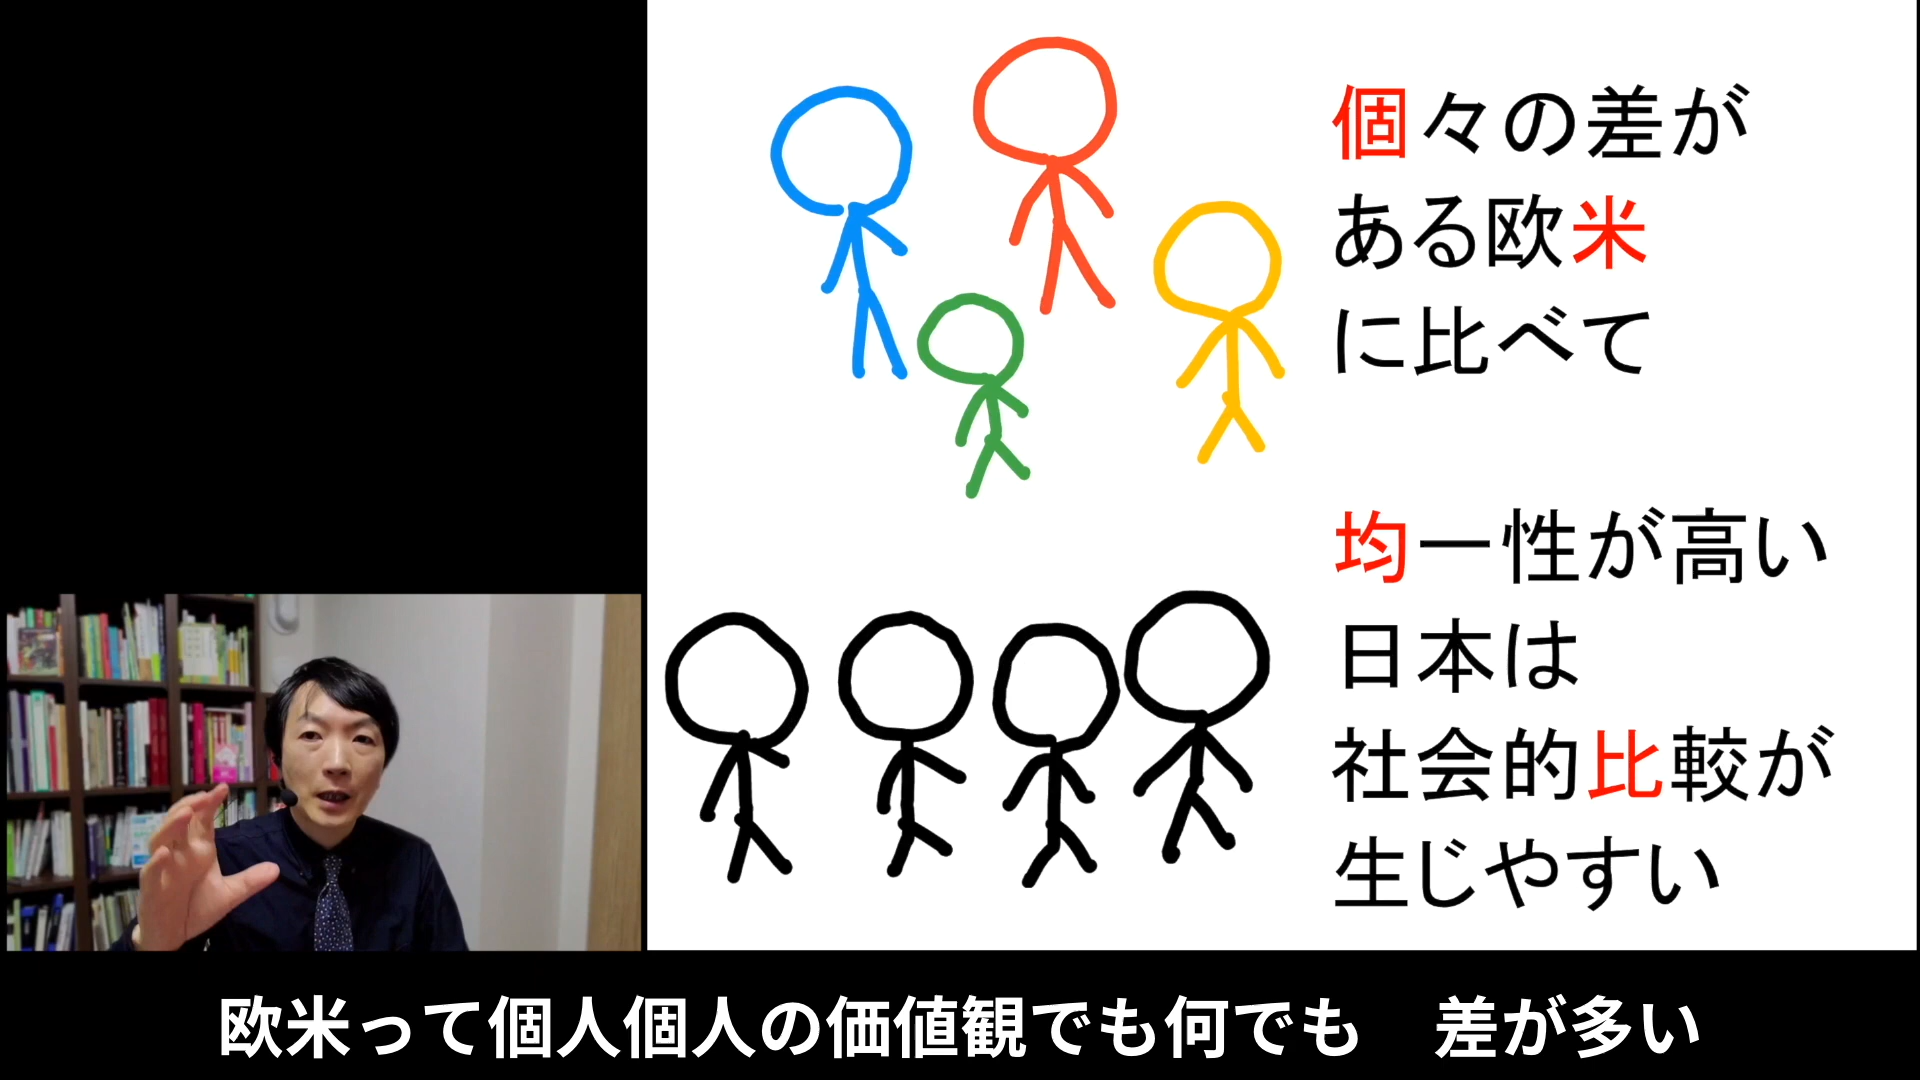 個々の差が
ある欧米
に比べて
均一性が高い
日本は
社会的比較が
生じやすい
欧米って個人個人の価値観でも何でも　差が多い